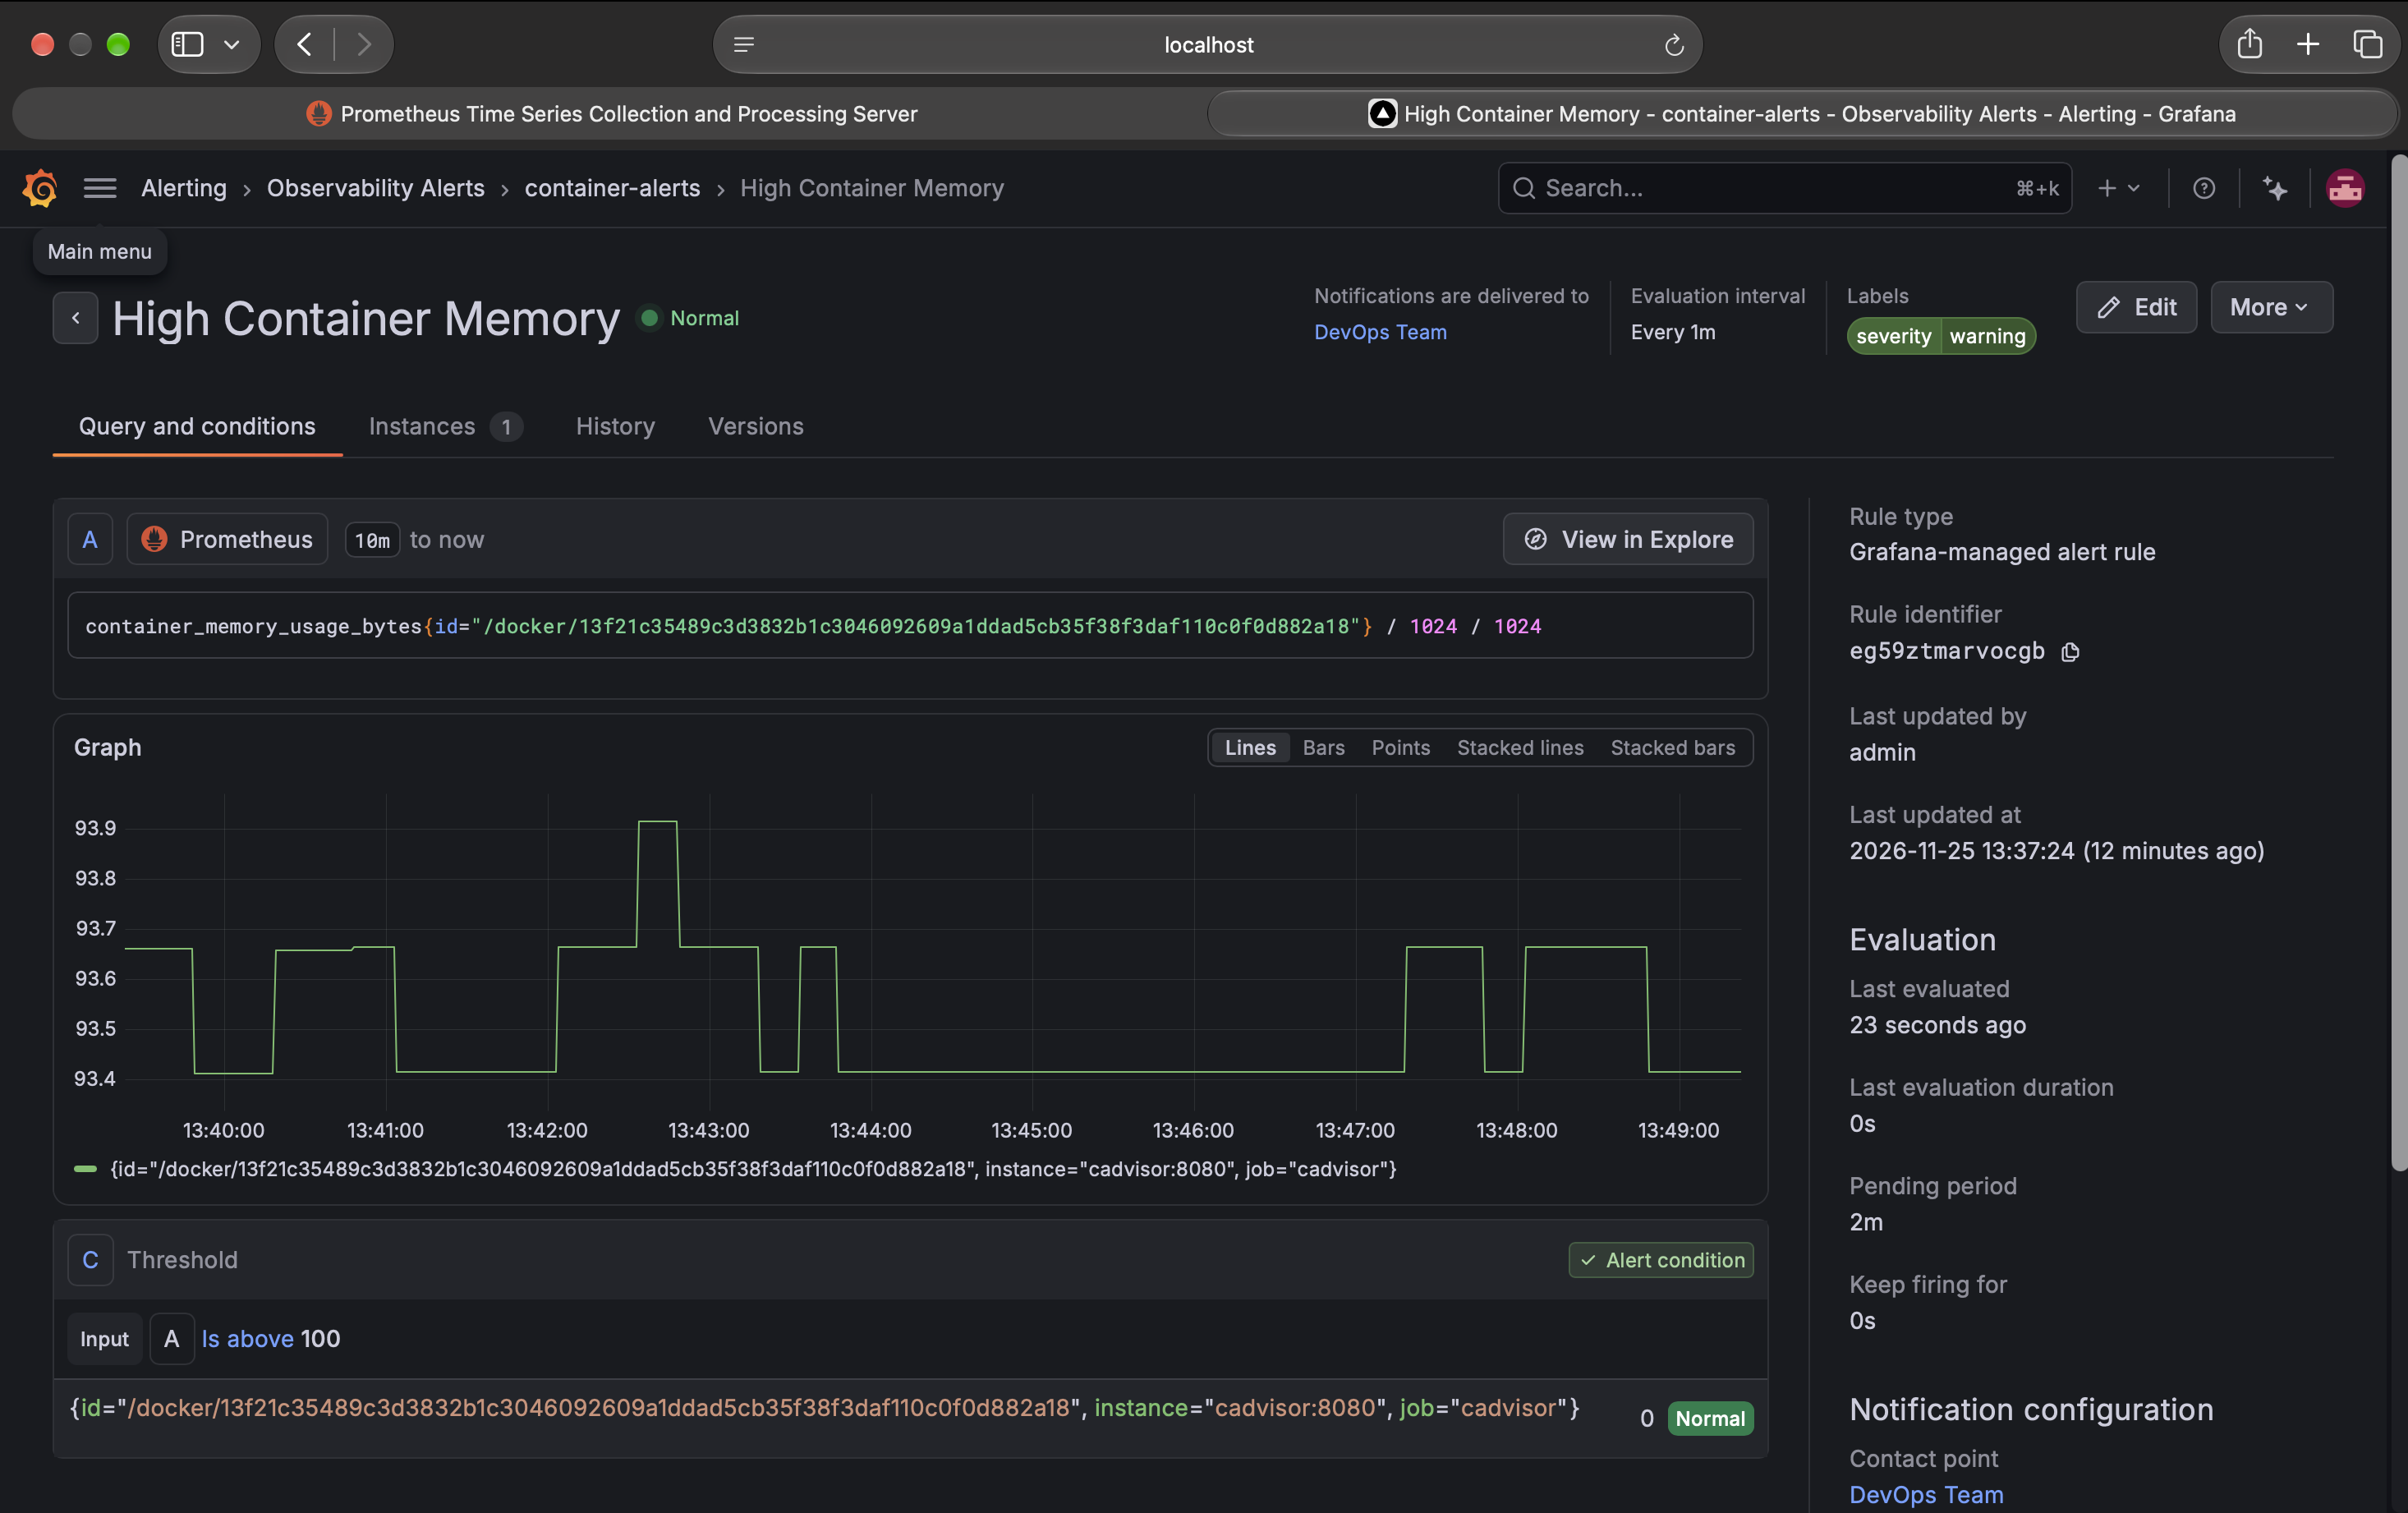 localhost
Prometheus Time Series Collection and Processing Server
High Container Memory - container-alerts - Observability Alerts - Alerting - Grafana
Alerting › Observability Alerts › container-alerts › High Container Memory
Search... ⌘+k
Main menu
High Container Memory Normal
Notifications are delivered to
DevOps Team
Evaluation interval
Every 1m
Labels
severity warning
Edit
More
Query and conditions Instances 1 History Versions
A Prometheus 10m to now View in Explore
container_memory_usage_bytes{id="/docker/13f21c35489c3d3832b1c3046092609a1ddad5cb35f38f3daf110c0f0d882a18"} / 1024 / 1024
Graph Lines Bars Points Stacked lines Stacked bars
93.9
93.8
93.7
93.6
93.5
93.4
13:40:00 13:41:00 13:42:00 13:43:00 13:44:00 13:45:00 13:46:00 13:47:00 13:48:00 13:49:00
{id="/docker/13f21c35489c3d3832b1c3046092609a1ddad5cb35f38f3daf110c0f0d882a18", instance="cadvisor:8080", job="cadvisor"}
C Threshold Alert condition
Input A Is above 100
{id="/docker/13f21c35489c3d3832b1c3046092609a1ddad5cb35f38f3daf110c0f0d882a18", instance="cadvisor:8080", job="cadvisor"} 0 Normal
Rule type
Grafana-managed alert rule
Rule identifier
eg59ztmarvocgb
Last updated by
admin
Last updated at
2026-11-25 13:37:24 (12 minutes ago)
Evaluation
Last evaluated
23 seconds ago
Last evaluation duration
0s
Pending period
2m
Keep firing for
0s
Notification configuration
Contact point
DevOps Team